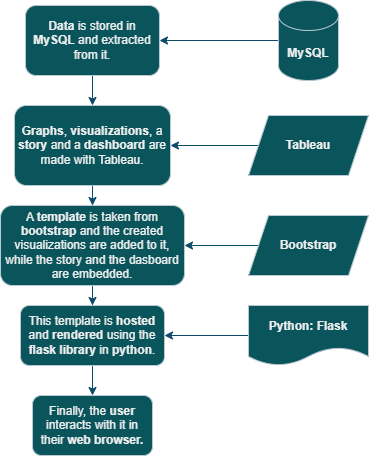 Data is stored in
MySQL and extracted
from it.
MySQL
Graphs, visualizations, a
story and a dashboard are
made with Tableau.
Tableau
A template is taken from
bootstrap and the created
visualizations are added to it,
while the story and the dasboard
are embedded.
Bootstrap
This template is hosted
and rendered using the
flask library in python.
Python: Flask
Finally, the user
interacts with it in
their web browser.